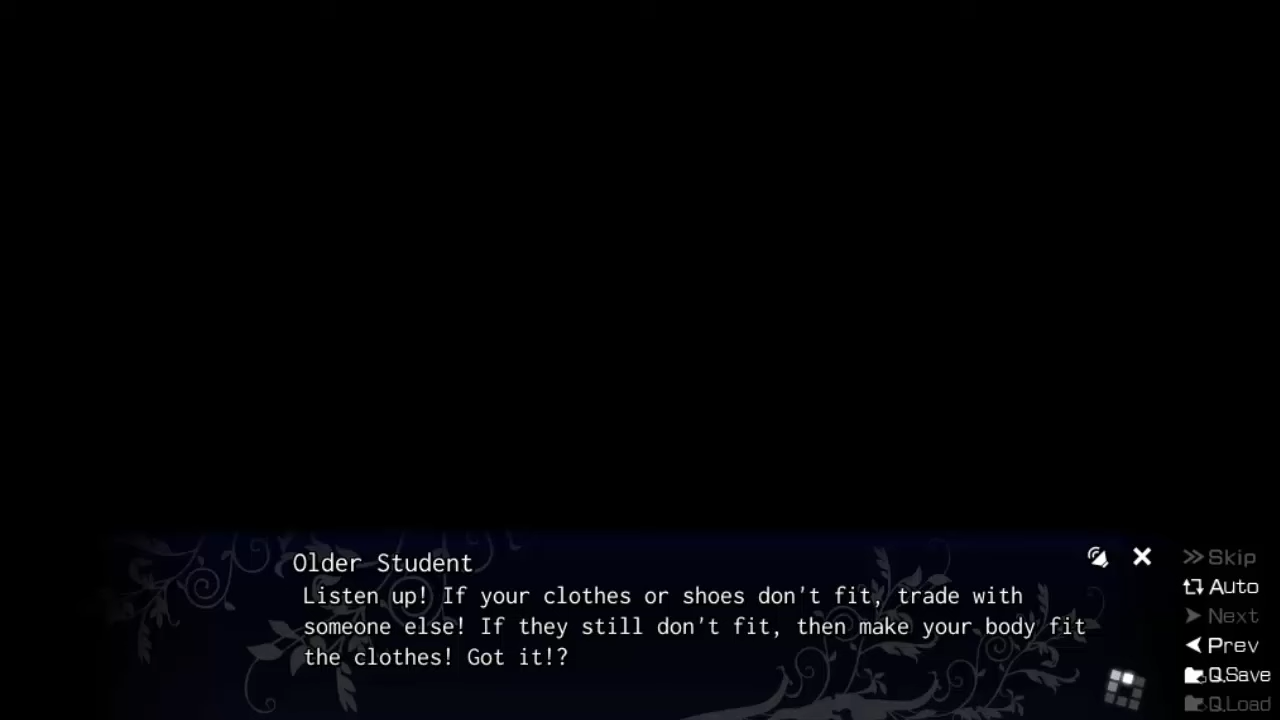 Older Student
Listen up! If your clothes or shoes don't fit, trade with
someone else! If they still don't fit, then make your body fit
the clothes! Got it!?
Skip
Auto
Next
Prev
Q.Save
Q.Load